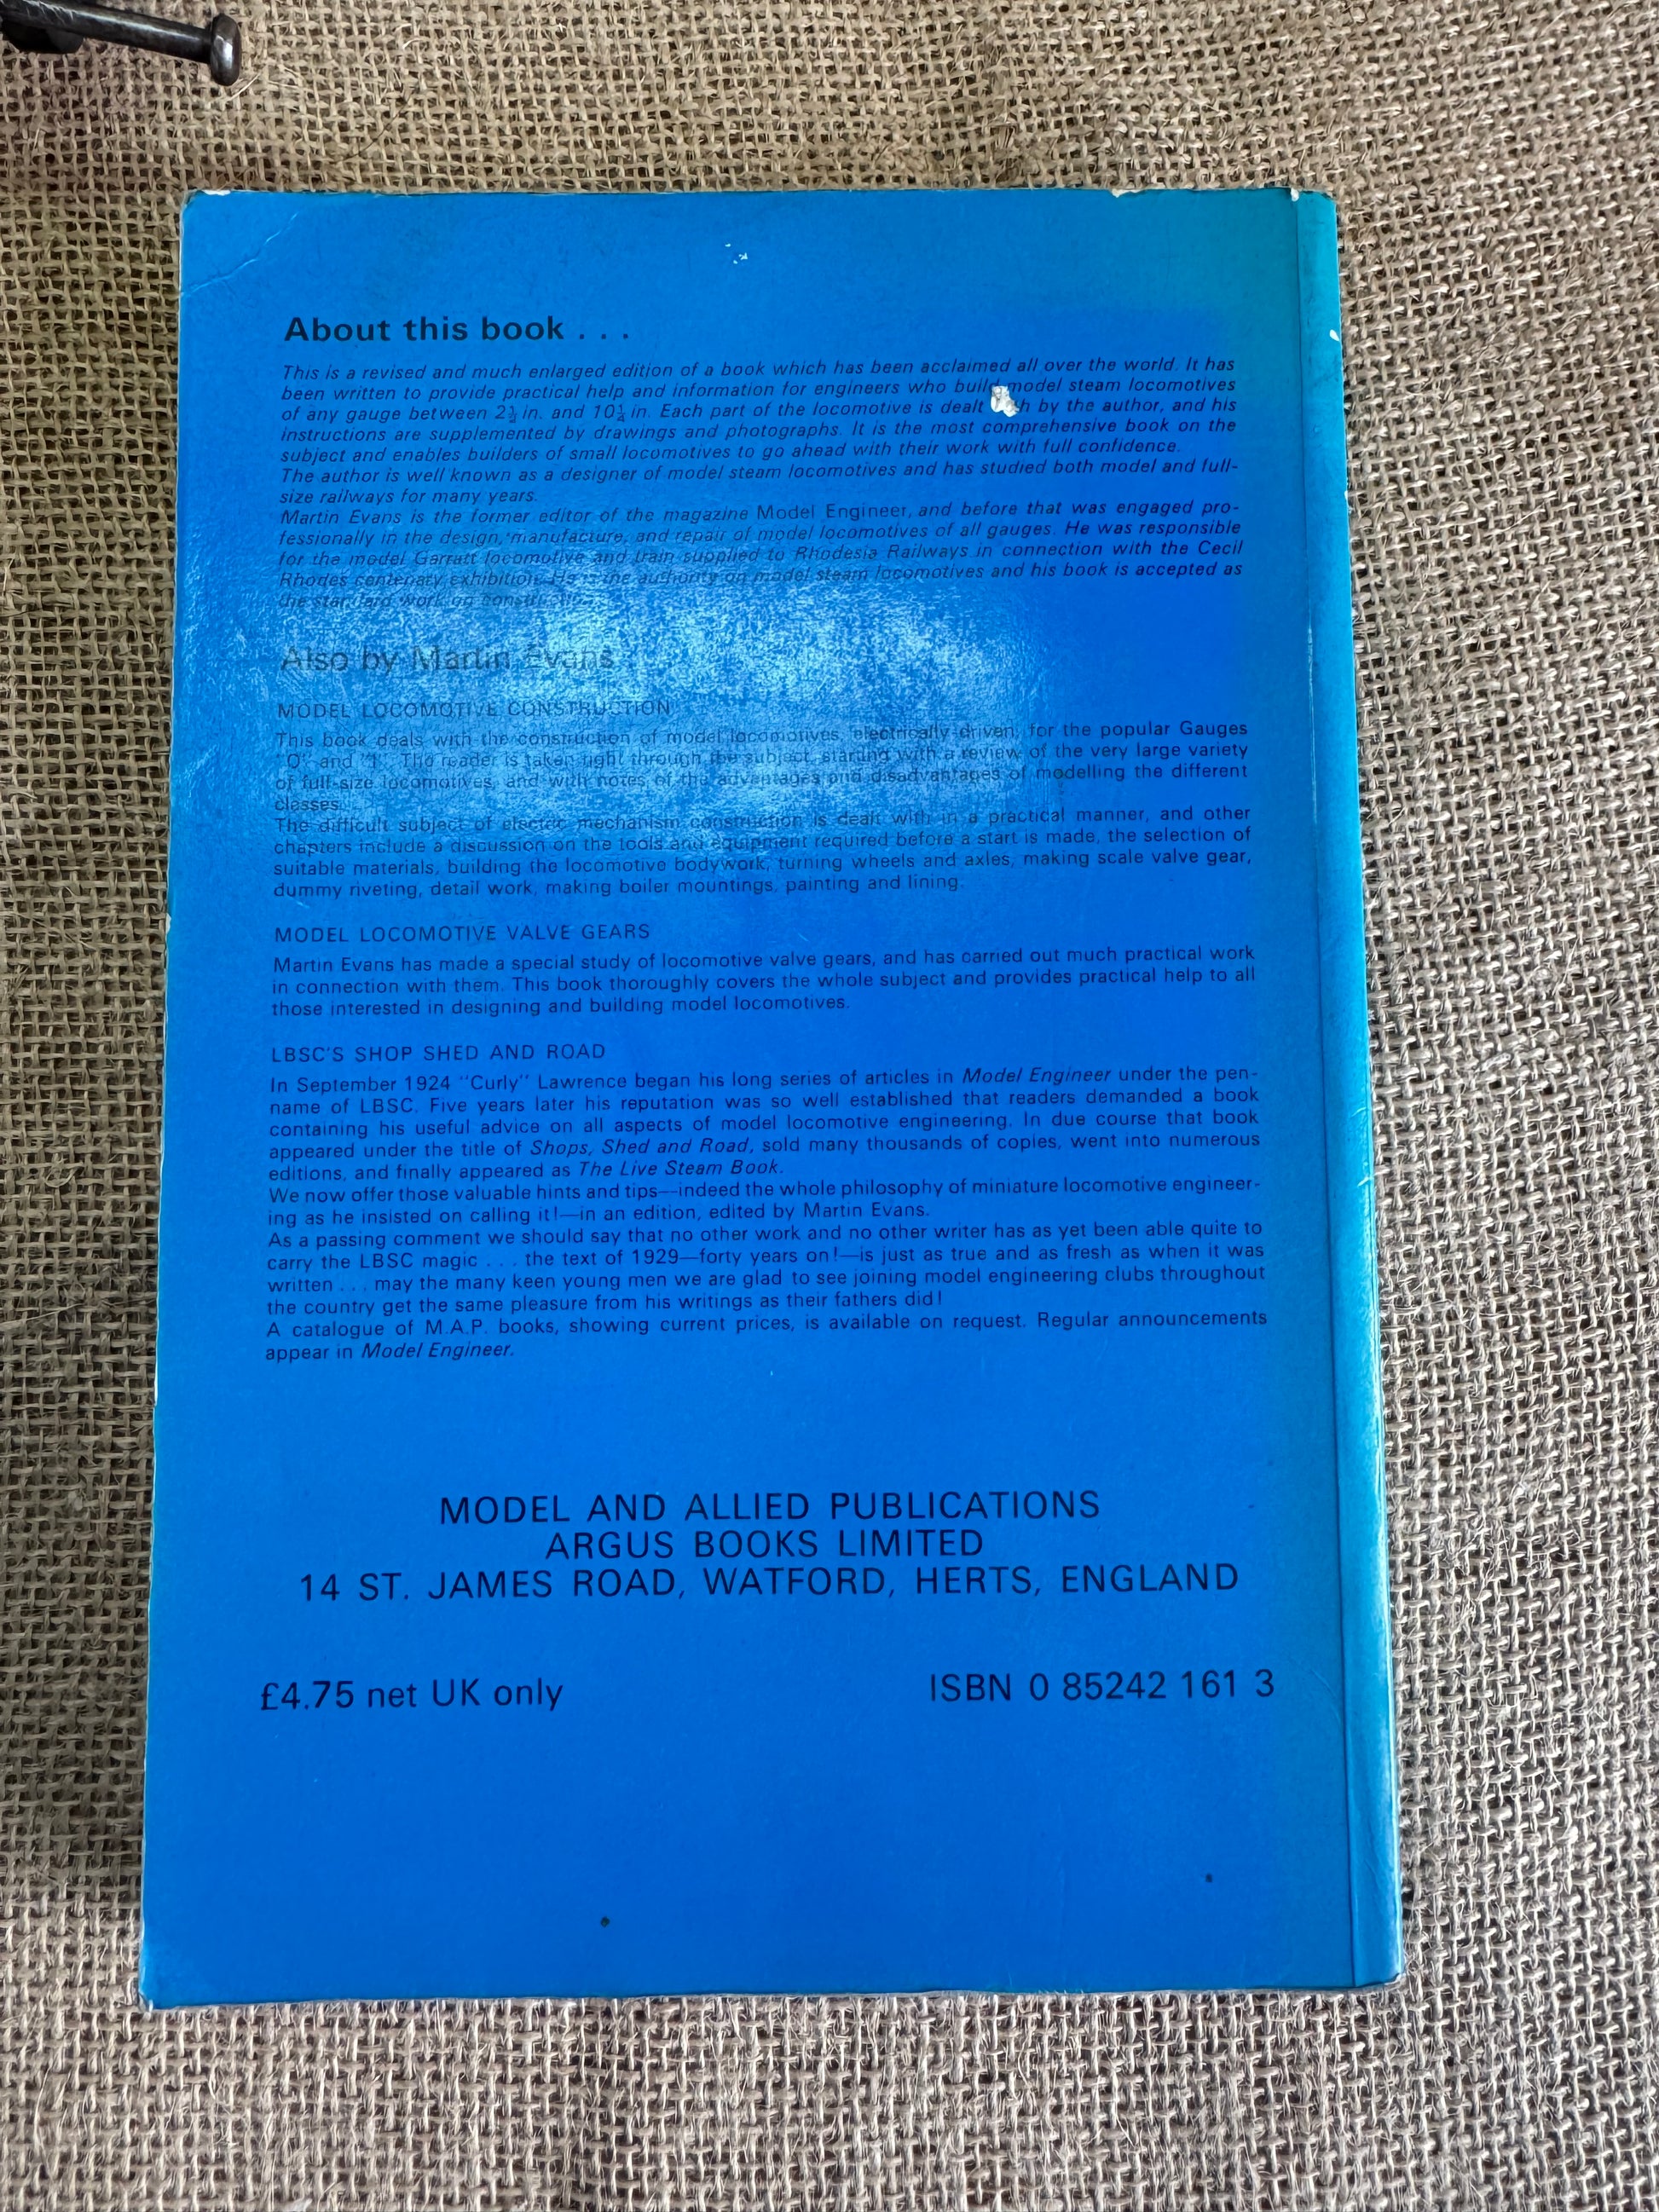 About this book . . .
This is a revised and much enlarged edition of a book which has been acclaimed all over the world. It has
been written to provide practical help and information for engineers who build model steam locomotives
of any gauge between 2½ in. and 10¼ in. Each part of the locomotive is dealt by the author, and his
instructions are supplemented by drawings and photographs. It is the most comprehensive book on the
subject and enables builders of small locomotives to go ahead with their work with full confidence.
The author is well known as a designer of model steam locomotives and has studied both model and full-
size railways for many years.
Martin Evans is the former editor of the magazine Model Engineer, and before that was engaged pro-
fessionally in the design, manufacture, and repair of model locomotives of all gauges. He was responsible
for the model Garratt locomotive and train supplied to Rhodesia Railways in connection with the Cecil
Rhodes centenary exhibition. He is the authority on model steam locomotives and his book is accepted as
the standard work on construction.
Also by Martin Evans
MODEL LOCOMOTIVE CONSTRUCTION
This book deals with the construction of model locomotives, electrically-driven, for the popular Gauges
"O" and "1". The reader is taken right through the subject, starting with a review of the very large variety
of full-size locomotives, and with notes of the advantages and disadvantages of modelling the different
classes.
The difficult subject of electric mechanism construction is dealt with in a practical manner, and other
chapters include a discussion on the tools and equipment required before a start is made, the selection of
suitable materials, building the locomotive bodywork, turning wheels and axles, making scale valve gear,
dummy riveting, detail work, making boiler mountings, painting and lining.
MODEL LOCOMOTIVE VALVE GEARS
Martin Evans has made a special study of locomotive valve gears, and has carried out much practical work
in connection with them. This book thoroughly covers the whole subject and provides practical help to all
those interested in designing and building model locomotives.
LBSC'S SHOP SHED AND ROAD
In September 1924 "Curly" Lawrence began his long series of articles in Model Engineer under the pen-
name of LBSC. Five years later his reputation was so well established that readers demanded a book
containing his useful advice on all aspects of model locomotive engineering. In due course that book
appeared under the title of Shops, Shed and Road, sold many thousands of copies, went into numerous
editions, and finally appeared as The Live Steam Book.
We now offer those valuable hints and tips—indeed the whole philosophy of miniature locomotive engineer-
ing as he insisted on calling it!—in an edition, edited by Martin Evans.
As a passing comment we should say that no other work and no other writer has as yet been able quite to
carry the LBSC magic . . . the text of 1929—forty years on!—is just as true and as fresh as when it was
written . . . may the many keen young men we are glad to see joining model engineering clubs throughout
the country get the same pleasure from his writings as their fathers did!
A catalogue of M.A.P. books, showing current prices, is available on request. Regular announcements
appear in Model Engineer.
MODEL AND ALLIED PUBLICATIONS
ARGUS BOOKS LIMITED
14 ST. JAMES ROAD, WATFORD, HERTS, ENGLAND
£4.75 net UK only
ISBN 0 85242 161 3